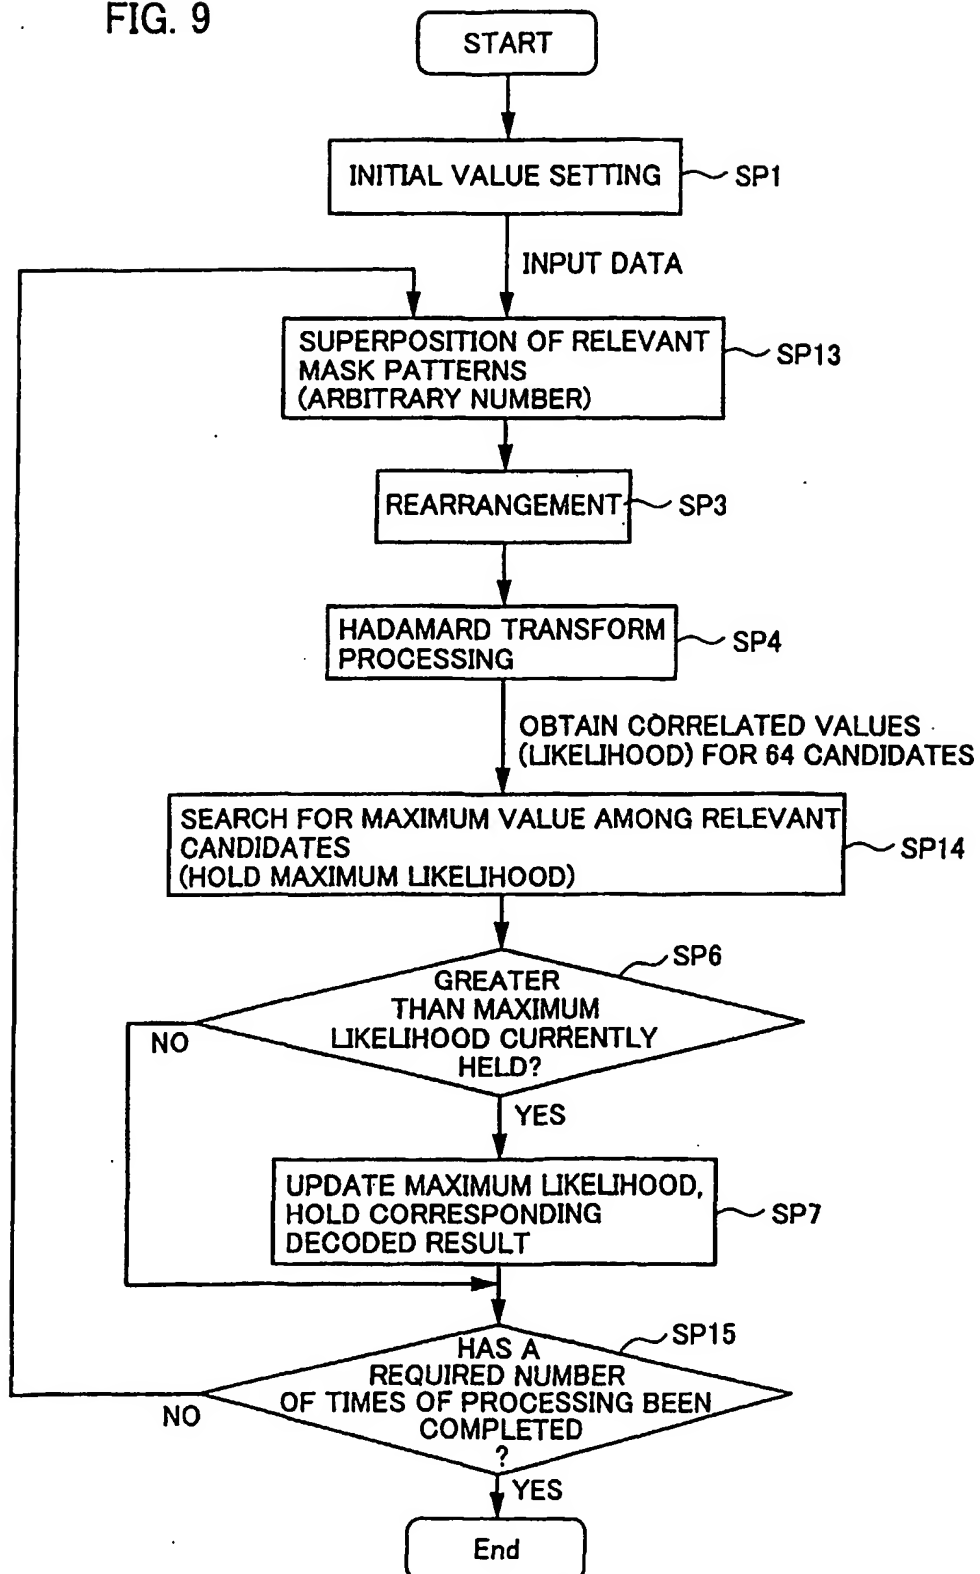 FIG. 9
START
INITIAL VALUE SETTING
SP1
INPUT DATA
SUPERPOSITION OF RELEVANT
MASK PATTERNS
(ARBITRARY NUMBER)
SP13
REARRANGEMENT
SP3
HADAMARD TRANSFORM
PROCESSING
SP4
OBTAIN CORRELATED VALUES
(LIKELIHOOD) FOR 64 CANDIDATES
SEARCH FOR MAXIMUM VALUE AMONG RELEVANT
CANDIDATES
(HOLD MAXIMUM LIKELIHOOD)
SP14
SP6
GREATER
THAN MAXIMUM
LIKELIHOOD CURRENTLY
HELD?
NO
YES
UPDATE MAXIMUM LIKELIHOOD,
HOLD CORRESPONDING
DECODED RESULT
SP7
SP15
HAS A
REQUIRED NUMBER
OF TIMES OF PROCESSING BEEN
COMPLETED
?
NO
YES
End